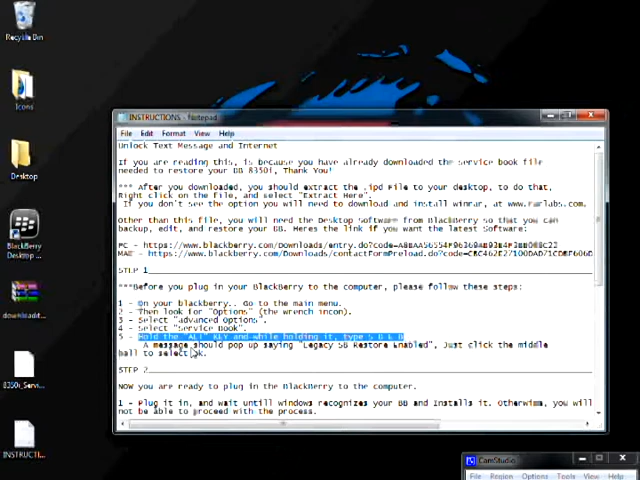 Recycle Bin
Icons
Desktop
BlackBerry
Desktop ...
downloadit...
8350i_Servi...
INSTRUCTI...
INSTRUCTIONS - Notepad
File Edit Format View Help
Unlock Text Message and Internet
If you are reading this, is because you have already downloaded the service book file
needed to restore your BB 8350i, Thank You!
*** After you downloaded, you should extract the .ipd File to your desktop, to do that,
Right click on the file, and select "Extract Here".
If you don't see the option you will need to download and install winrar, at www.rarlabs.com.
Other than this file, you will need the Desktop Software from BlackBerry so that you can
backup, edit, and restore your BB. Heres the link if you want the latest Software:
PC - https://www.blackberry.com/Downloads/entry.do?code=
MAC - https://www.blackberry.com/Downloads/contactFormPreload.do?code=
STEP 1
***Before you plug in your BlackBerry to the computer, please follow these steps:
1 - On your blackberry.. Go to the main menu.
2 - Then look for "Options" (the wrench incon).
3 - Select "advanced Options".
4 - Select "Service Book".
5 - Hold the "ALT" KEY and while holding it, type S B E B
A message should pop up saying "Legacy SB Restore Enabled", Just click the middle
ball to select ok.
STEP 2
Now you are ready to plug in the BlackBerry to the computer.
1 - Plug it in, and wait untill windows recognizes your BB and Installs it. Otherwise, you will
not be able to proceed with the process.
CamStudio
File Region Options Tools View Help